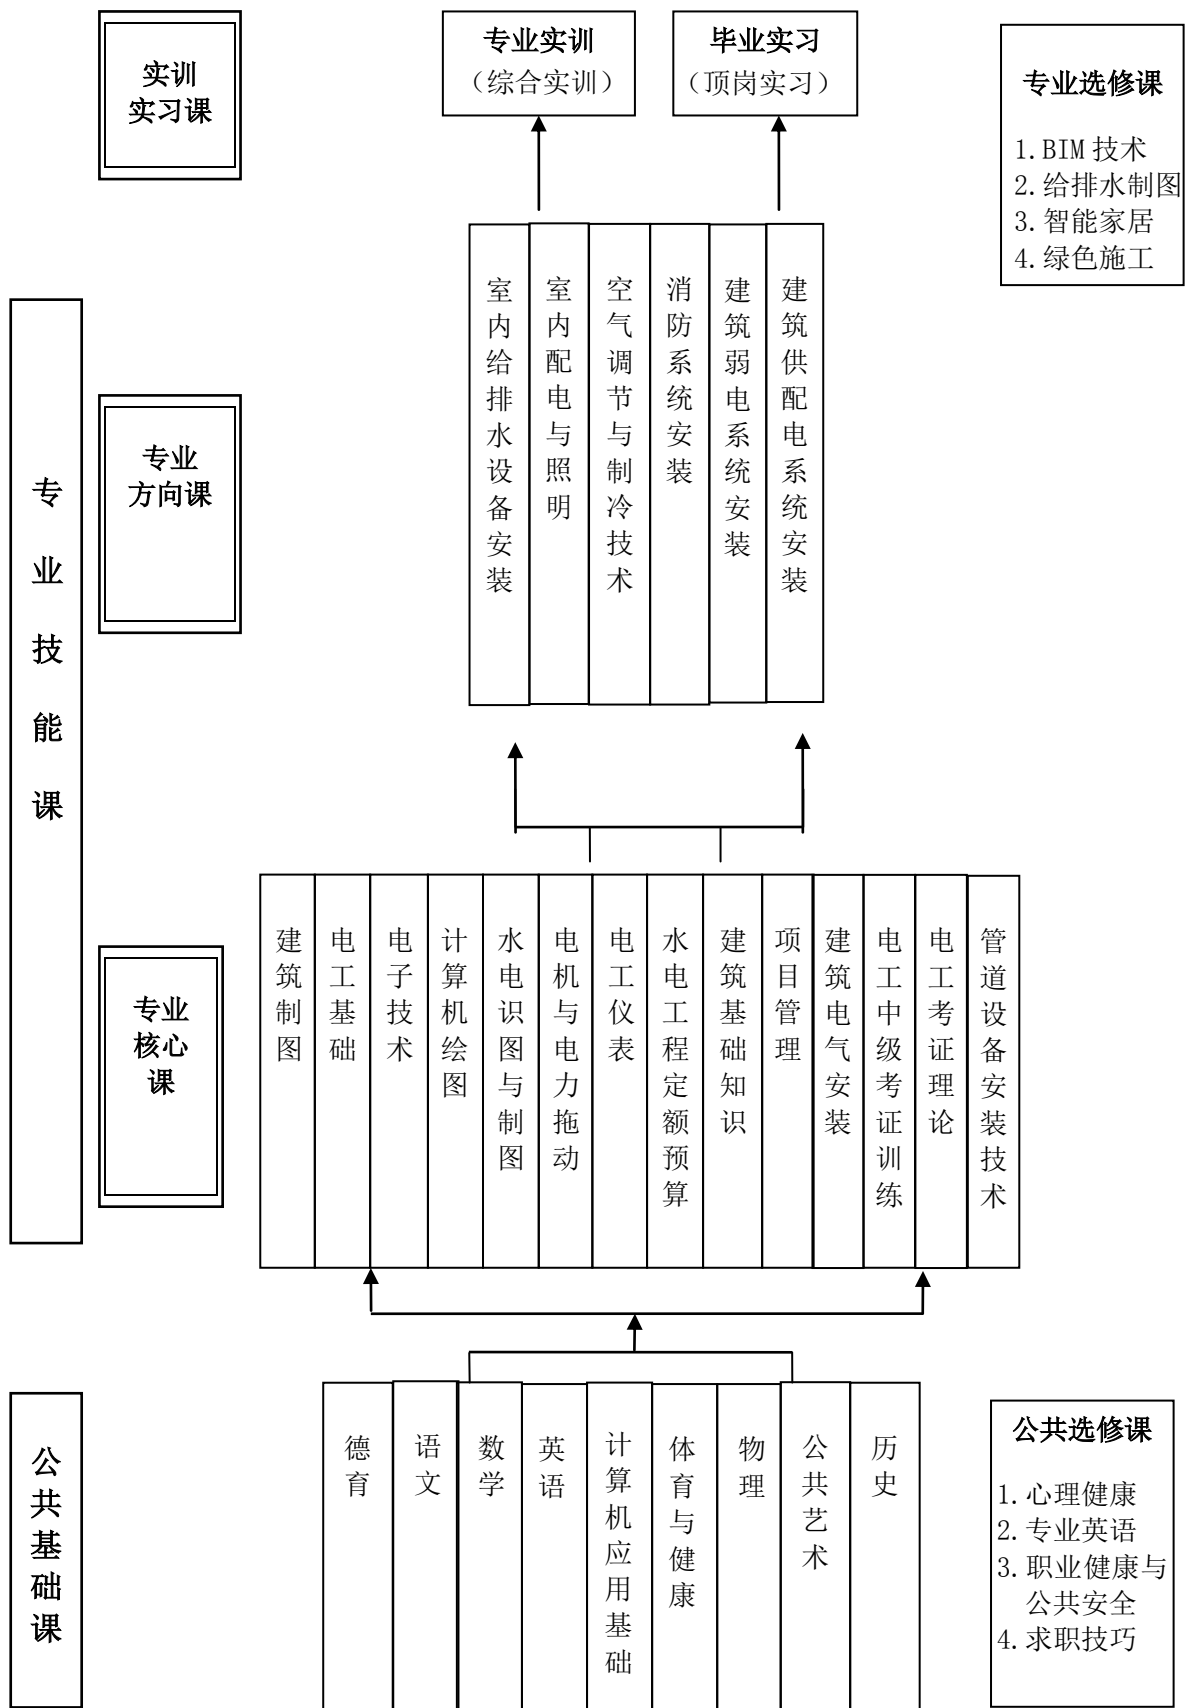 实训
实习课
专业实训
（综合实训）
毕业实习
（顶岗实习）
专业选修课
1.BIM 技术
2.给排水制图
3.智能家居
4.绿色施工
专业技能课
专业
方向课
室内给排水设备安装
室内配电与照明
空气调节与制冷技术
消防系统安装
建筑弱电系统安装
建筑供配电系统安装
专业
核心
课
建筑制图
电工基础
电子技术
计算机绘图
水电识图与制图
电机与电力拖动
电工仪表
水电工程定额预算
建筑基础知识
项目管理
建筑电气安装
电工中级考证训练
电工考证理论
管道设备安装技术
公共基础课
德育
语文
数学
英语
计算机应用基础
体育与健康
物理
公共艺术
历史
公共选修课
1.心理健康
2.专业英语
3.职业健康与
公共安全
4.求职技巧